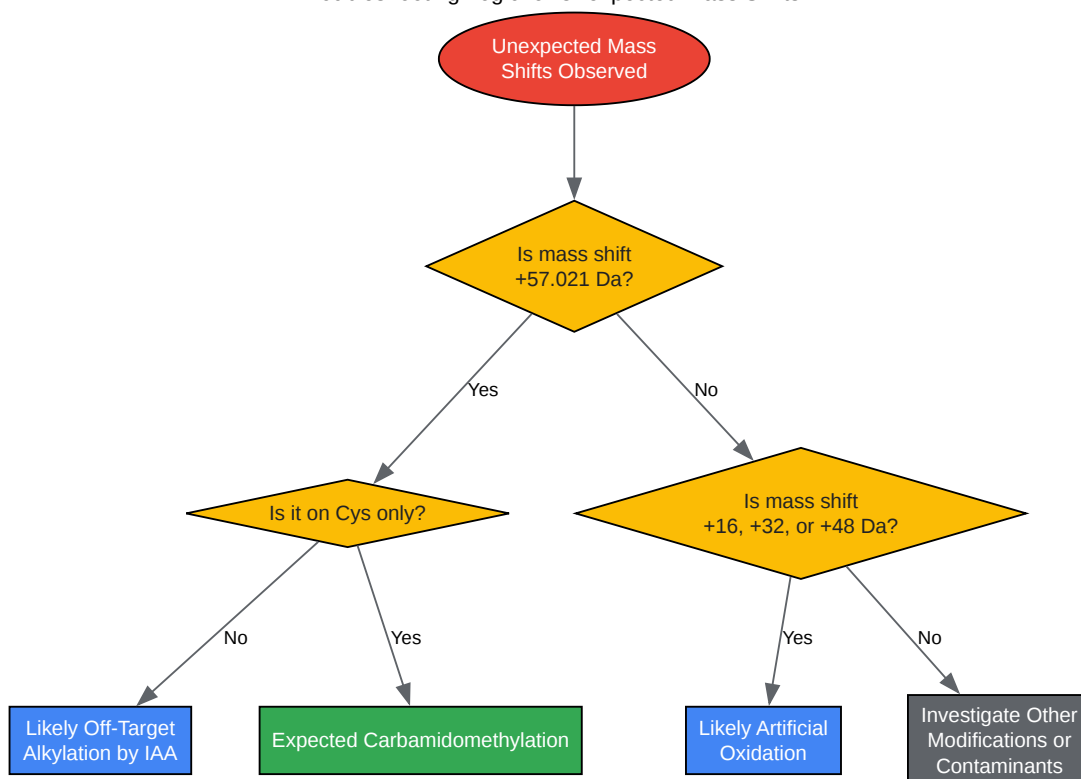 Unexpected Mass
Shifts Observed
Is mass shift
+57.021 Da?
Yes
No
Is it on Cys only?
Is mass shift
+16, +32, or +48 Da?
No
Yes
Yes
No
Likely Off-Target
Alkylation by IAA
Expected Carbamidomethylation
Likely Artificial
Oxidation
Investigate Other
Modifications or
Contaminants